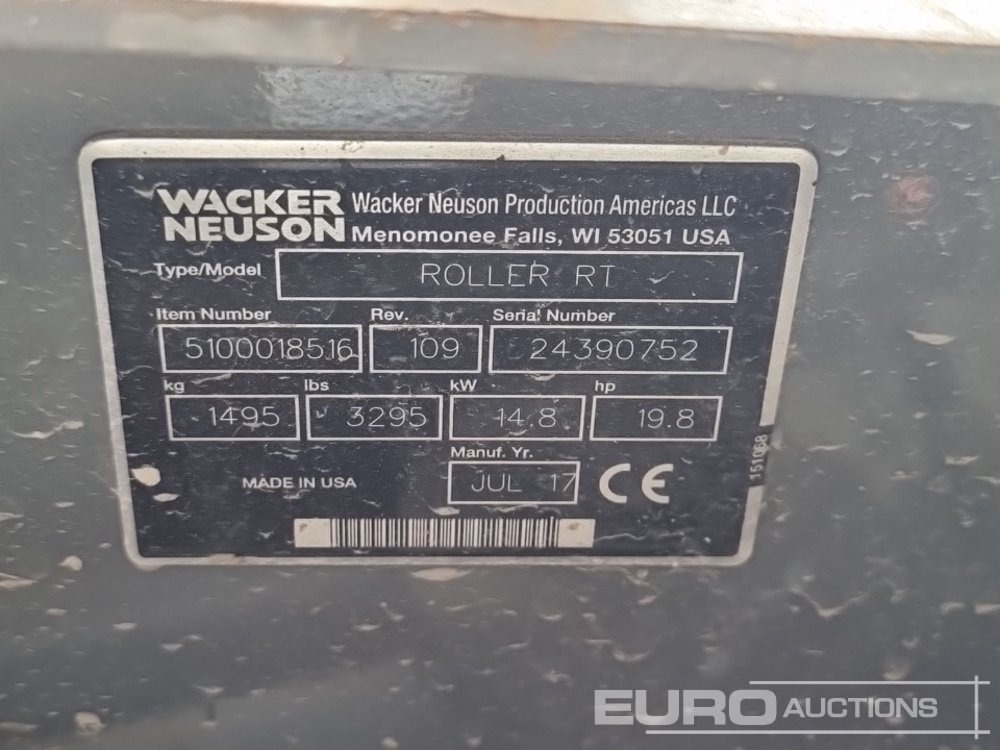 WACKER NEUSON
Wacker Neuson Production Americas LLC
Menomonee Falls, WI 53051 USA
Type/Model ROLLER RT
Item Number Rev. Serial Number
5100018516 109 24390752
kg lbs kW hp
1495 3295 14.8 19.8
Manuf. Yr.
MADE IN USA JUL 17 CE
151068
EURO AUCTIONS